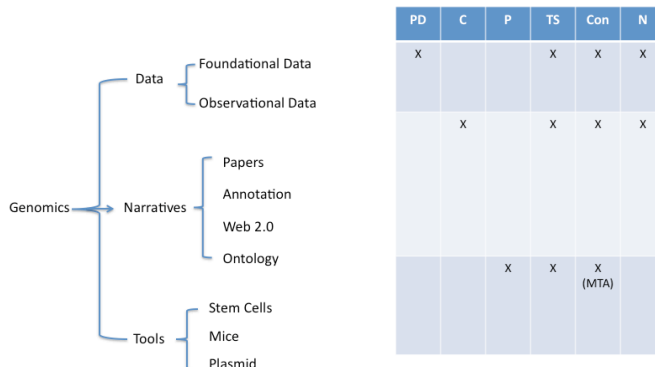 PD C P TS Con N
X X X X
Data
Foundational Data
Observational Data
X X X X
Genomics
Narratives
Papers
Annotation
Web 2.0
Ontology
X X X
(MTA)
Tools
Stem Cells
Mice
Plasmid